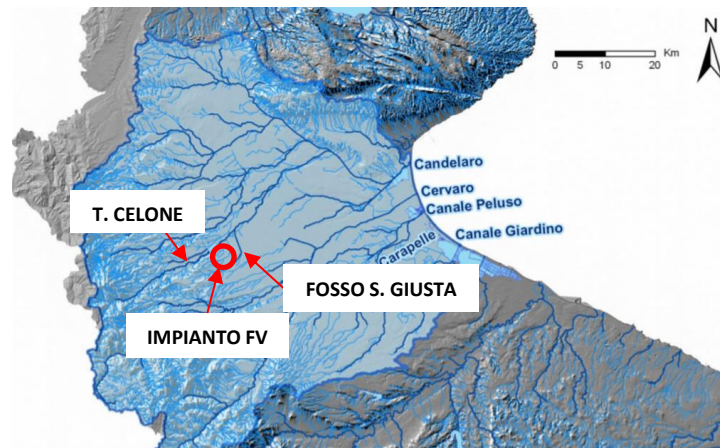 N
Km
0 5 10 20
Candelaro
Cervaro
Canale Peluso
Canale Giardino
Carapelle
T. CELONE
FOSSO S. GIUSTA
IMPIANTO FV